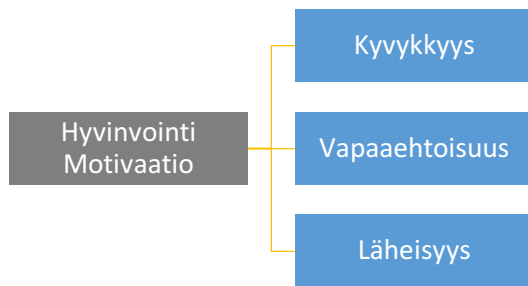 Kyvykkyys
Hyvinvointi
Motivaatio
Vapaaehtoisuus
Läheisyys